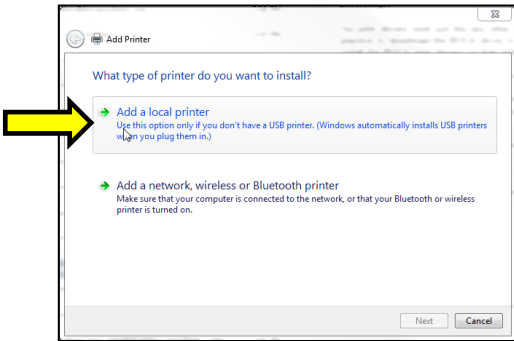 Add Printer
What type of printer do you want to install?
Add a local printer
Use this option only if you don't have a USB printer. (Windows automatically installs USB printers
when you plug them in.)
Add a network, wireless or Bluetooth printer
Make sure that your computer is connected to the network, or that your Bluetooth or wireless
printer is turned on.
Next
Cancel